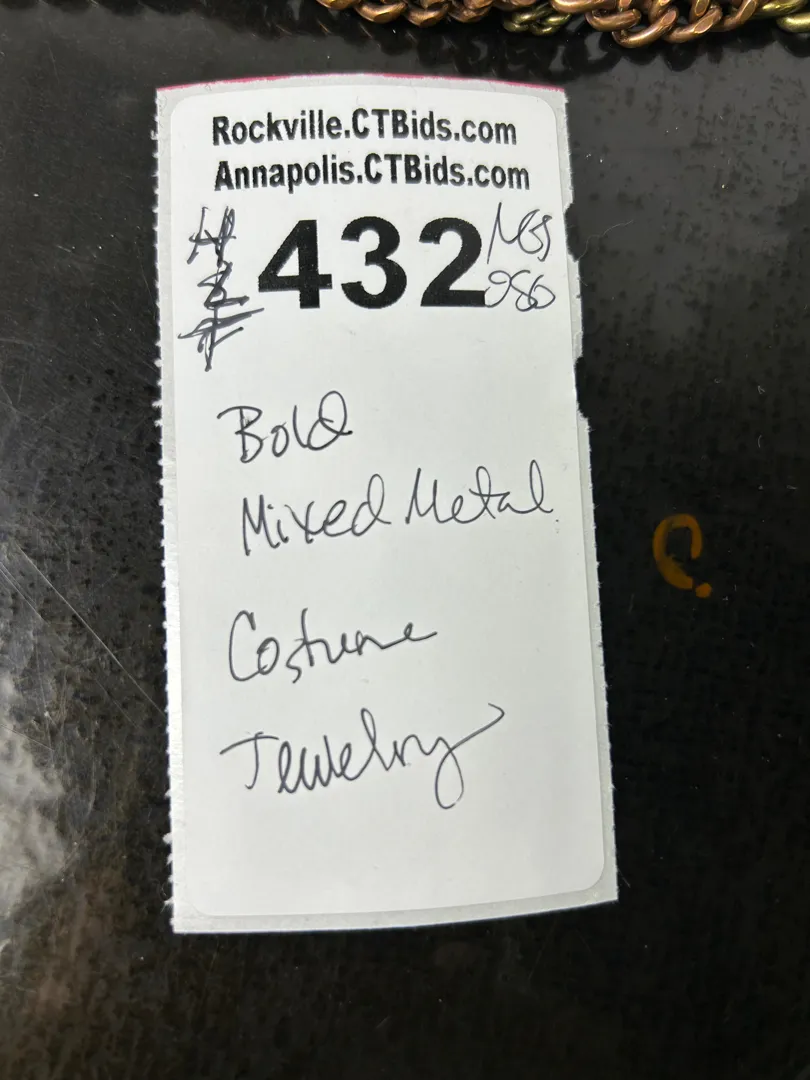 Rockville.CTBids.com
Annapolis.CTBids.com
432
Bold
Mixed Metal
Costume
Jewelry